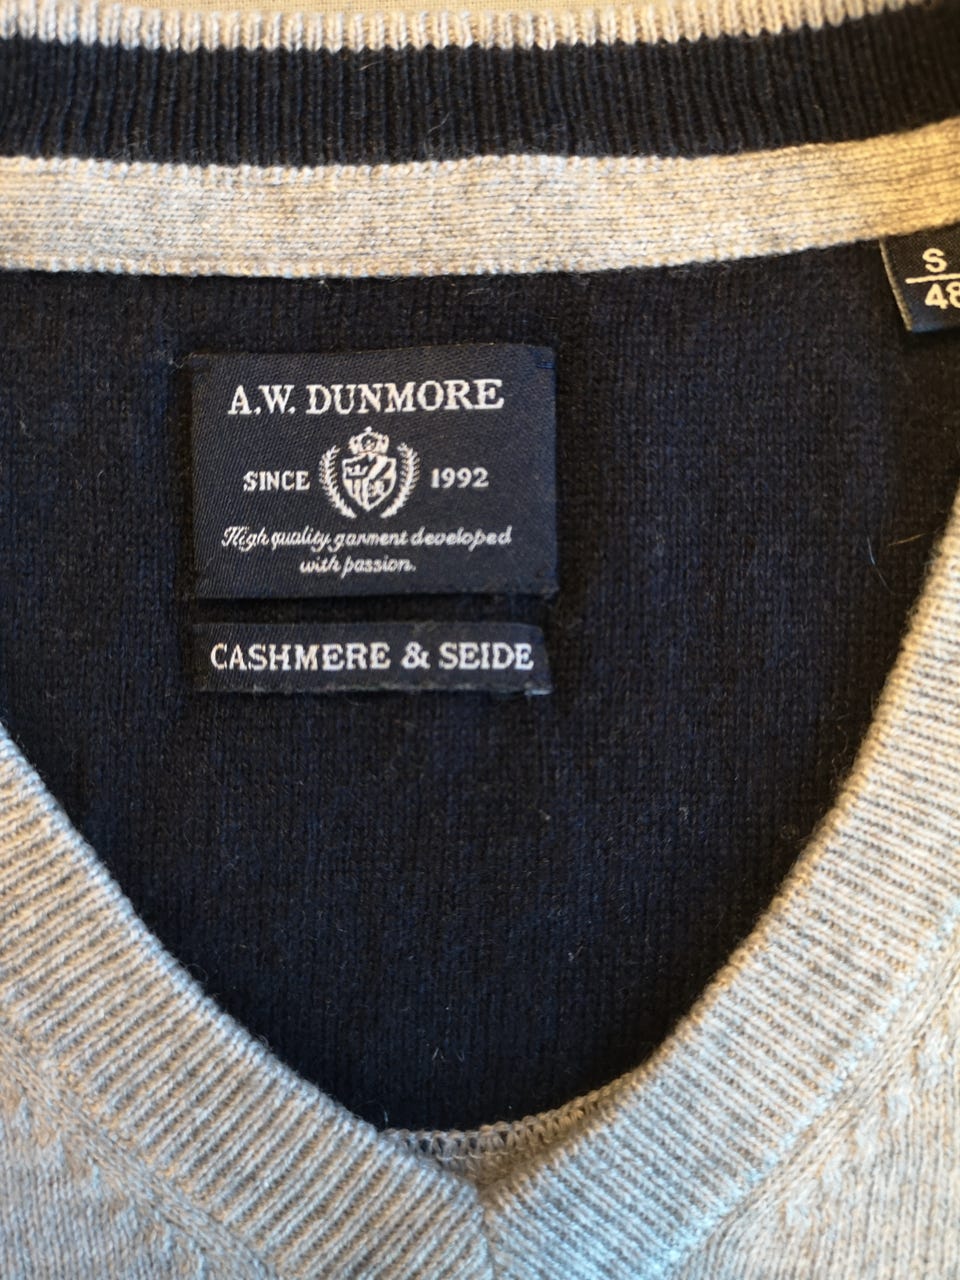 S
48
A.W. DUNMORE
SINCE 1992
High quality garment developed
with passion.
CASHMERE & SEIDE